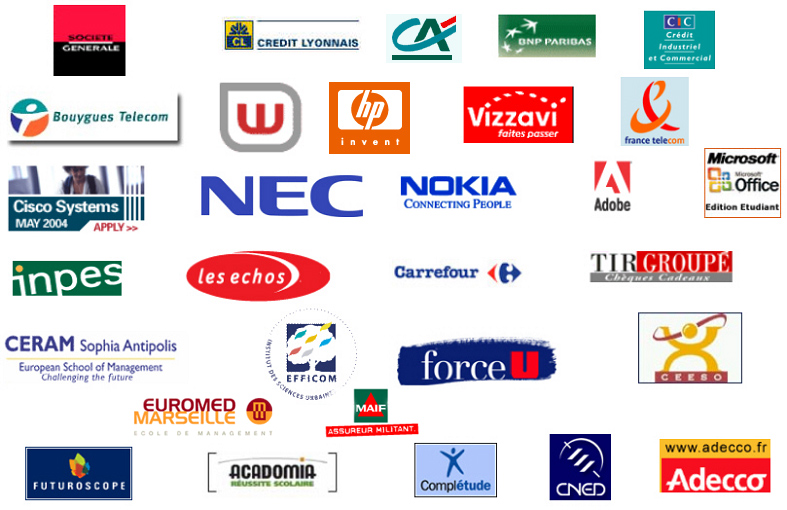 SOCIETE
GENERALE
CL
CREDIT LYONNAIS
CA
BNP PARIBAS
CIC
Crédit
Industriel
et Commercial
Bouygues Telecom
w
hp
invent
Vizzavi
faites passer
&
france telecom
Cisco Systems
MAY 2004
APPLY >>
NEC
NOKIA
CONNECTING PEOPLE
Adobe
Microsoft
Microsoft
Office
Edition Etudiant
inpes
les echos
Carrefour
TIR GROUPÉ
Chèques Cadeaux
CERAM Sophia Antipolis
European School of Management
Challenging the future
EFFICOM
INSTITUT DES SCIENCES URBAINES
force U
CEESO
EUROMED
MARSEILLE
ECOLE DE MANAGEMENT
MAIF
ASSUREUR MILITANT.
FUTUROSCOPE
ACADOMIA
RÉUSSITE SCOLAIRE
Complétude
CNED
www.adecco.fr
Adecco